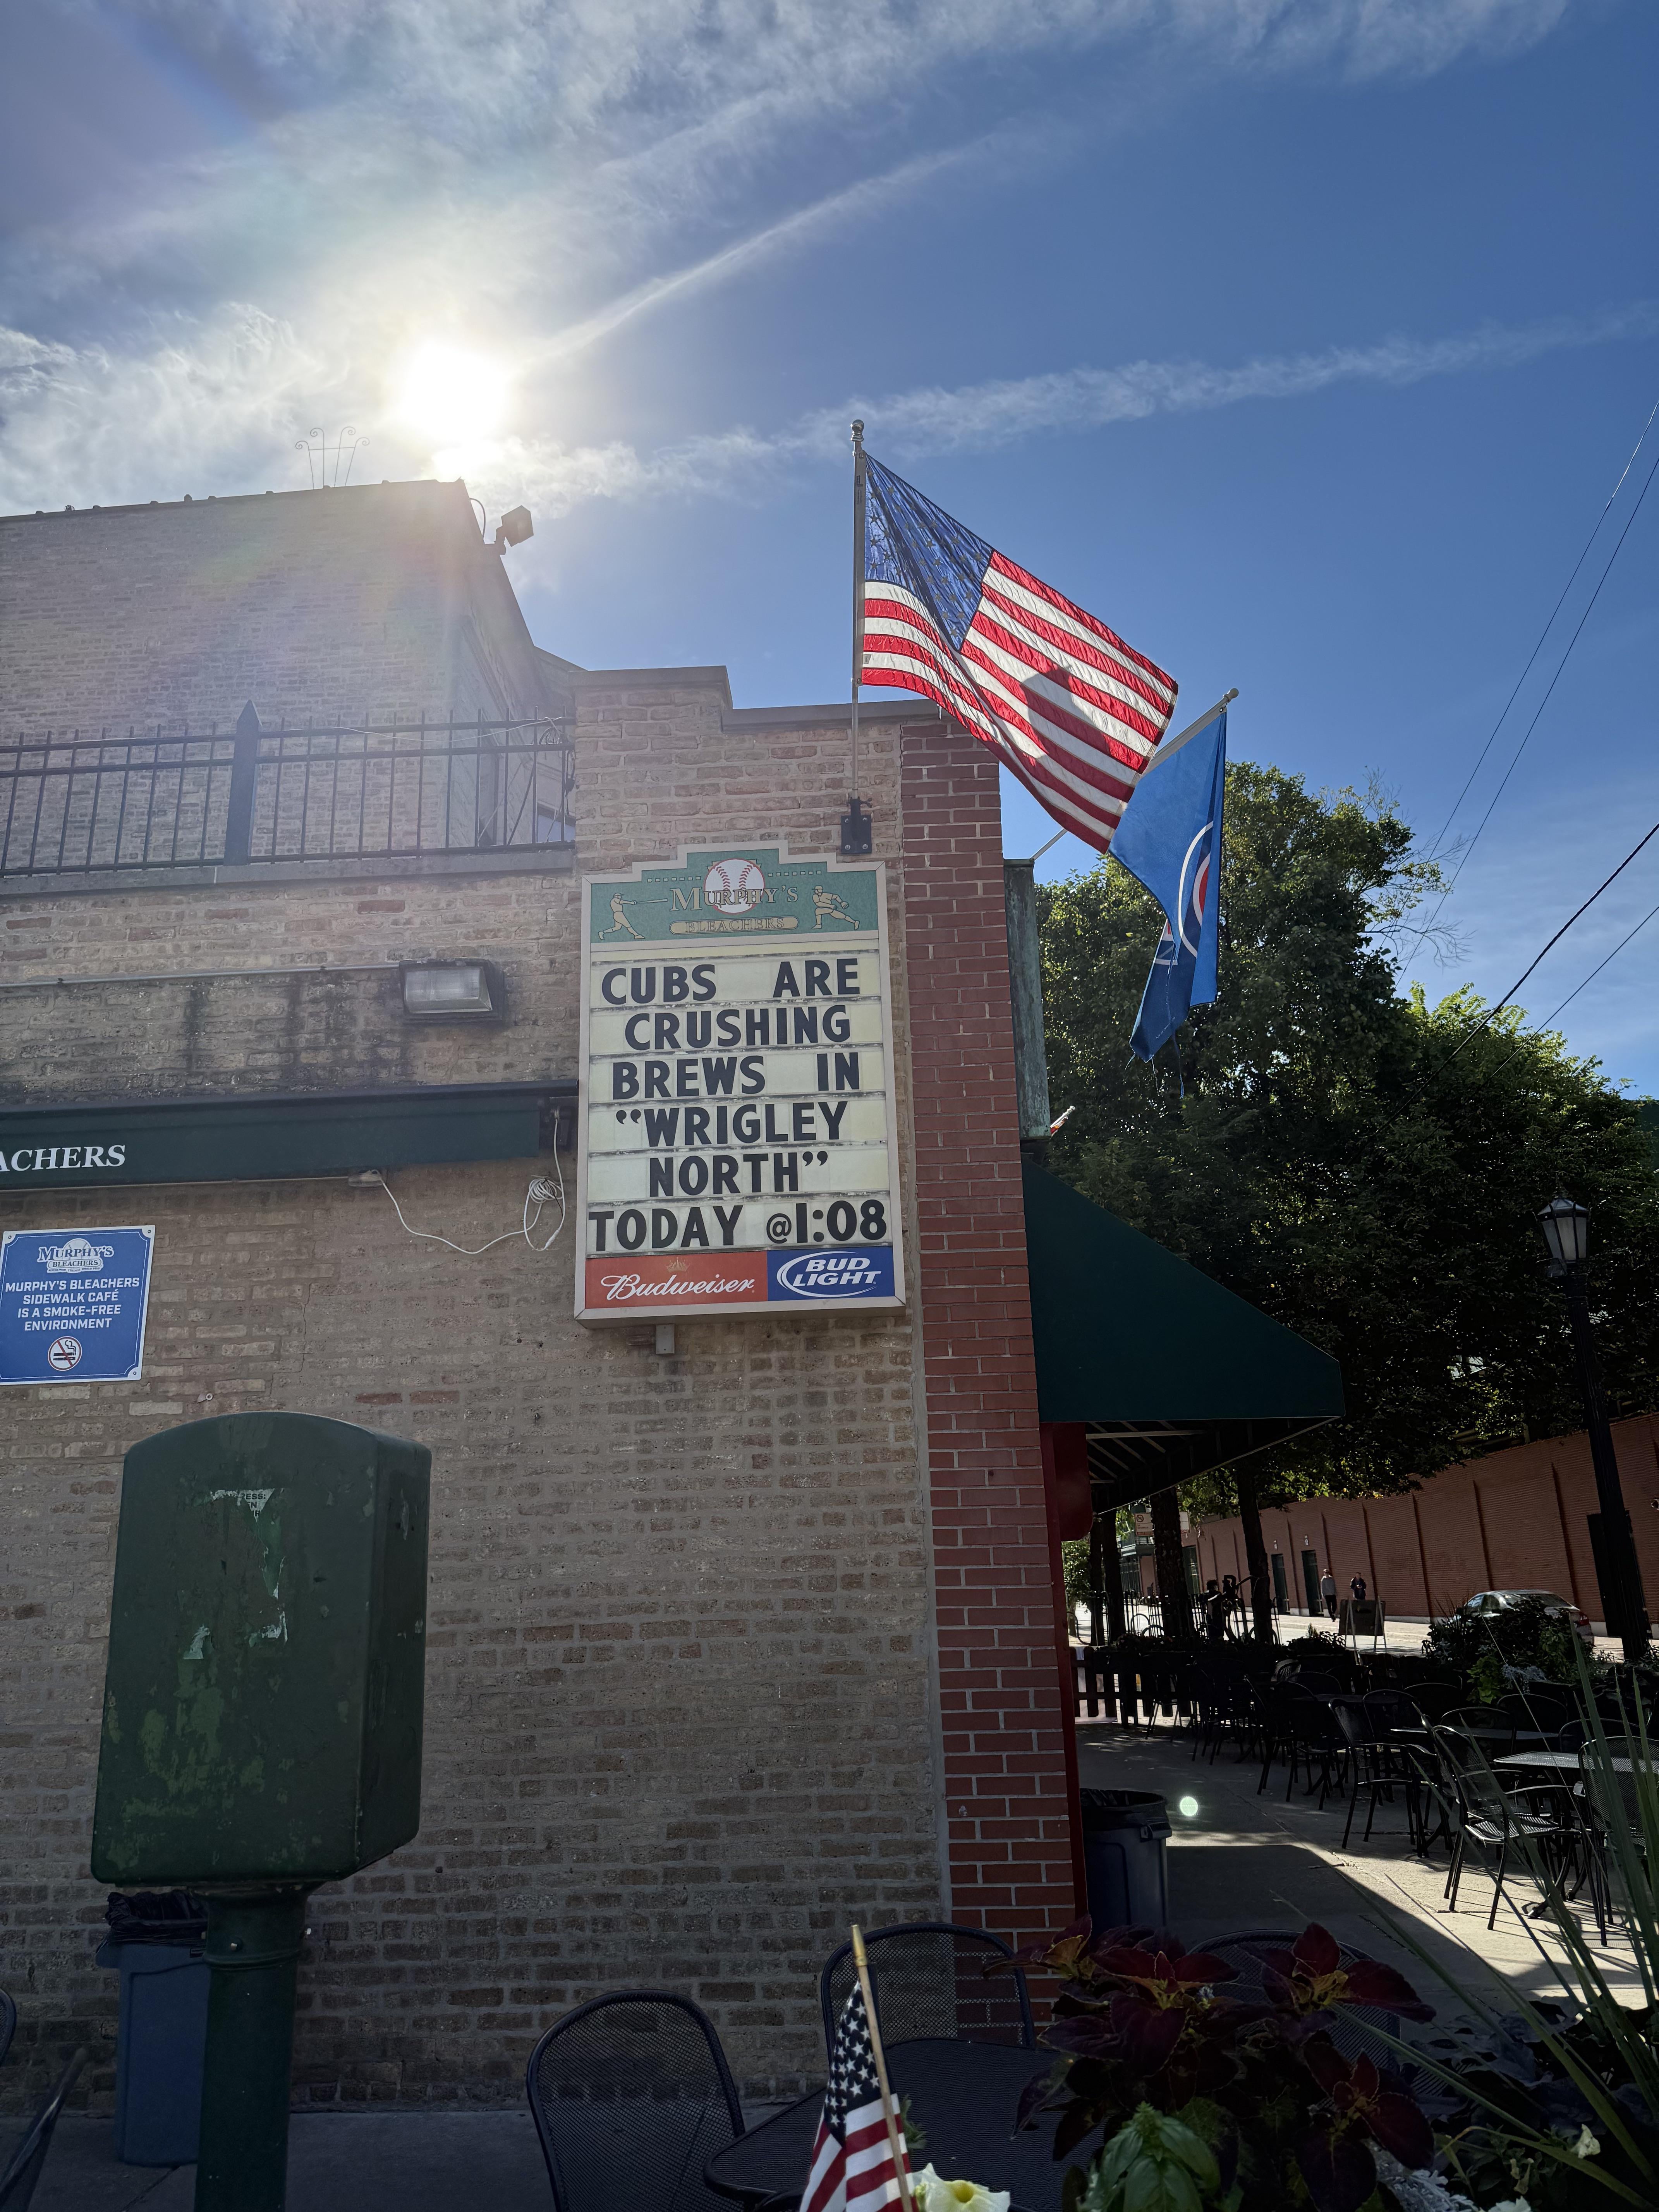 MURPHY'S
BLEACHERS
CUBS ARE
CRUSHING
BREWS IN
"WRIGLEY
NORTH"
TODAY @1:08
Budweiser
BUD
LIGHT
ACHERS
MURPHY'S
BLEACHERS
MURPHY'S BLEACHERS
SIDEWALK CAFÉ
IS A SMOKE-FREE
ENVIRONMENT